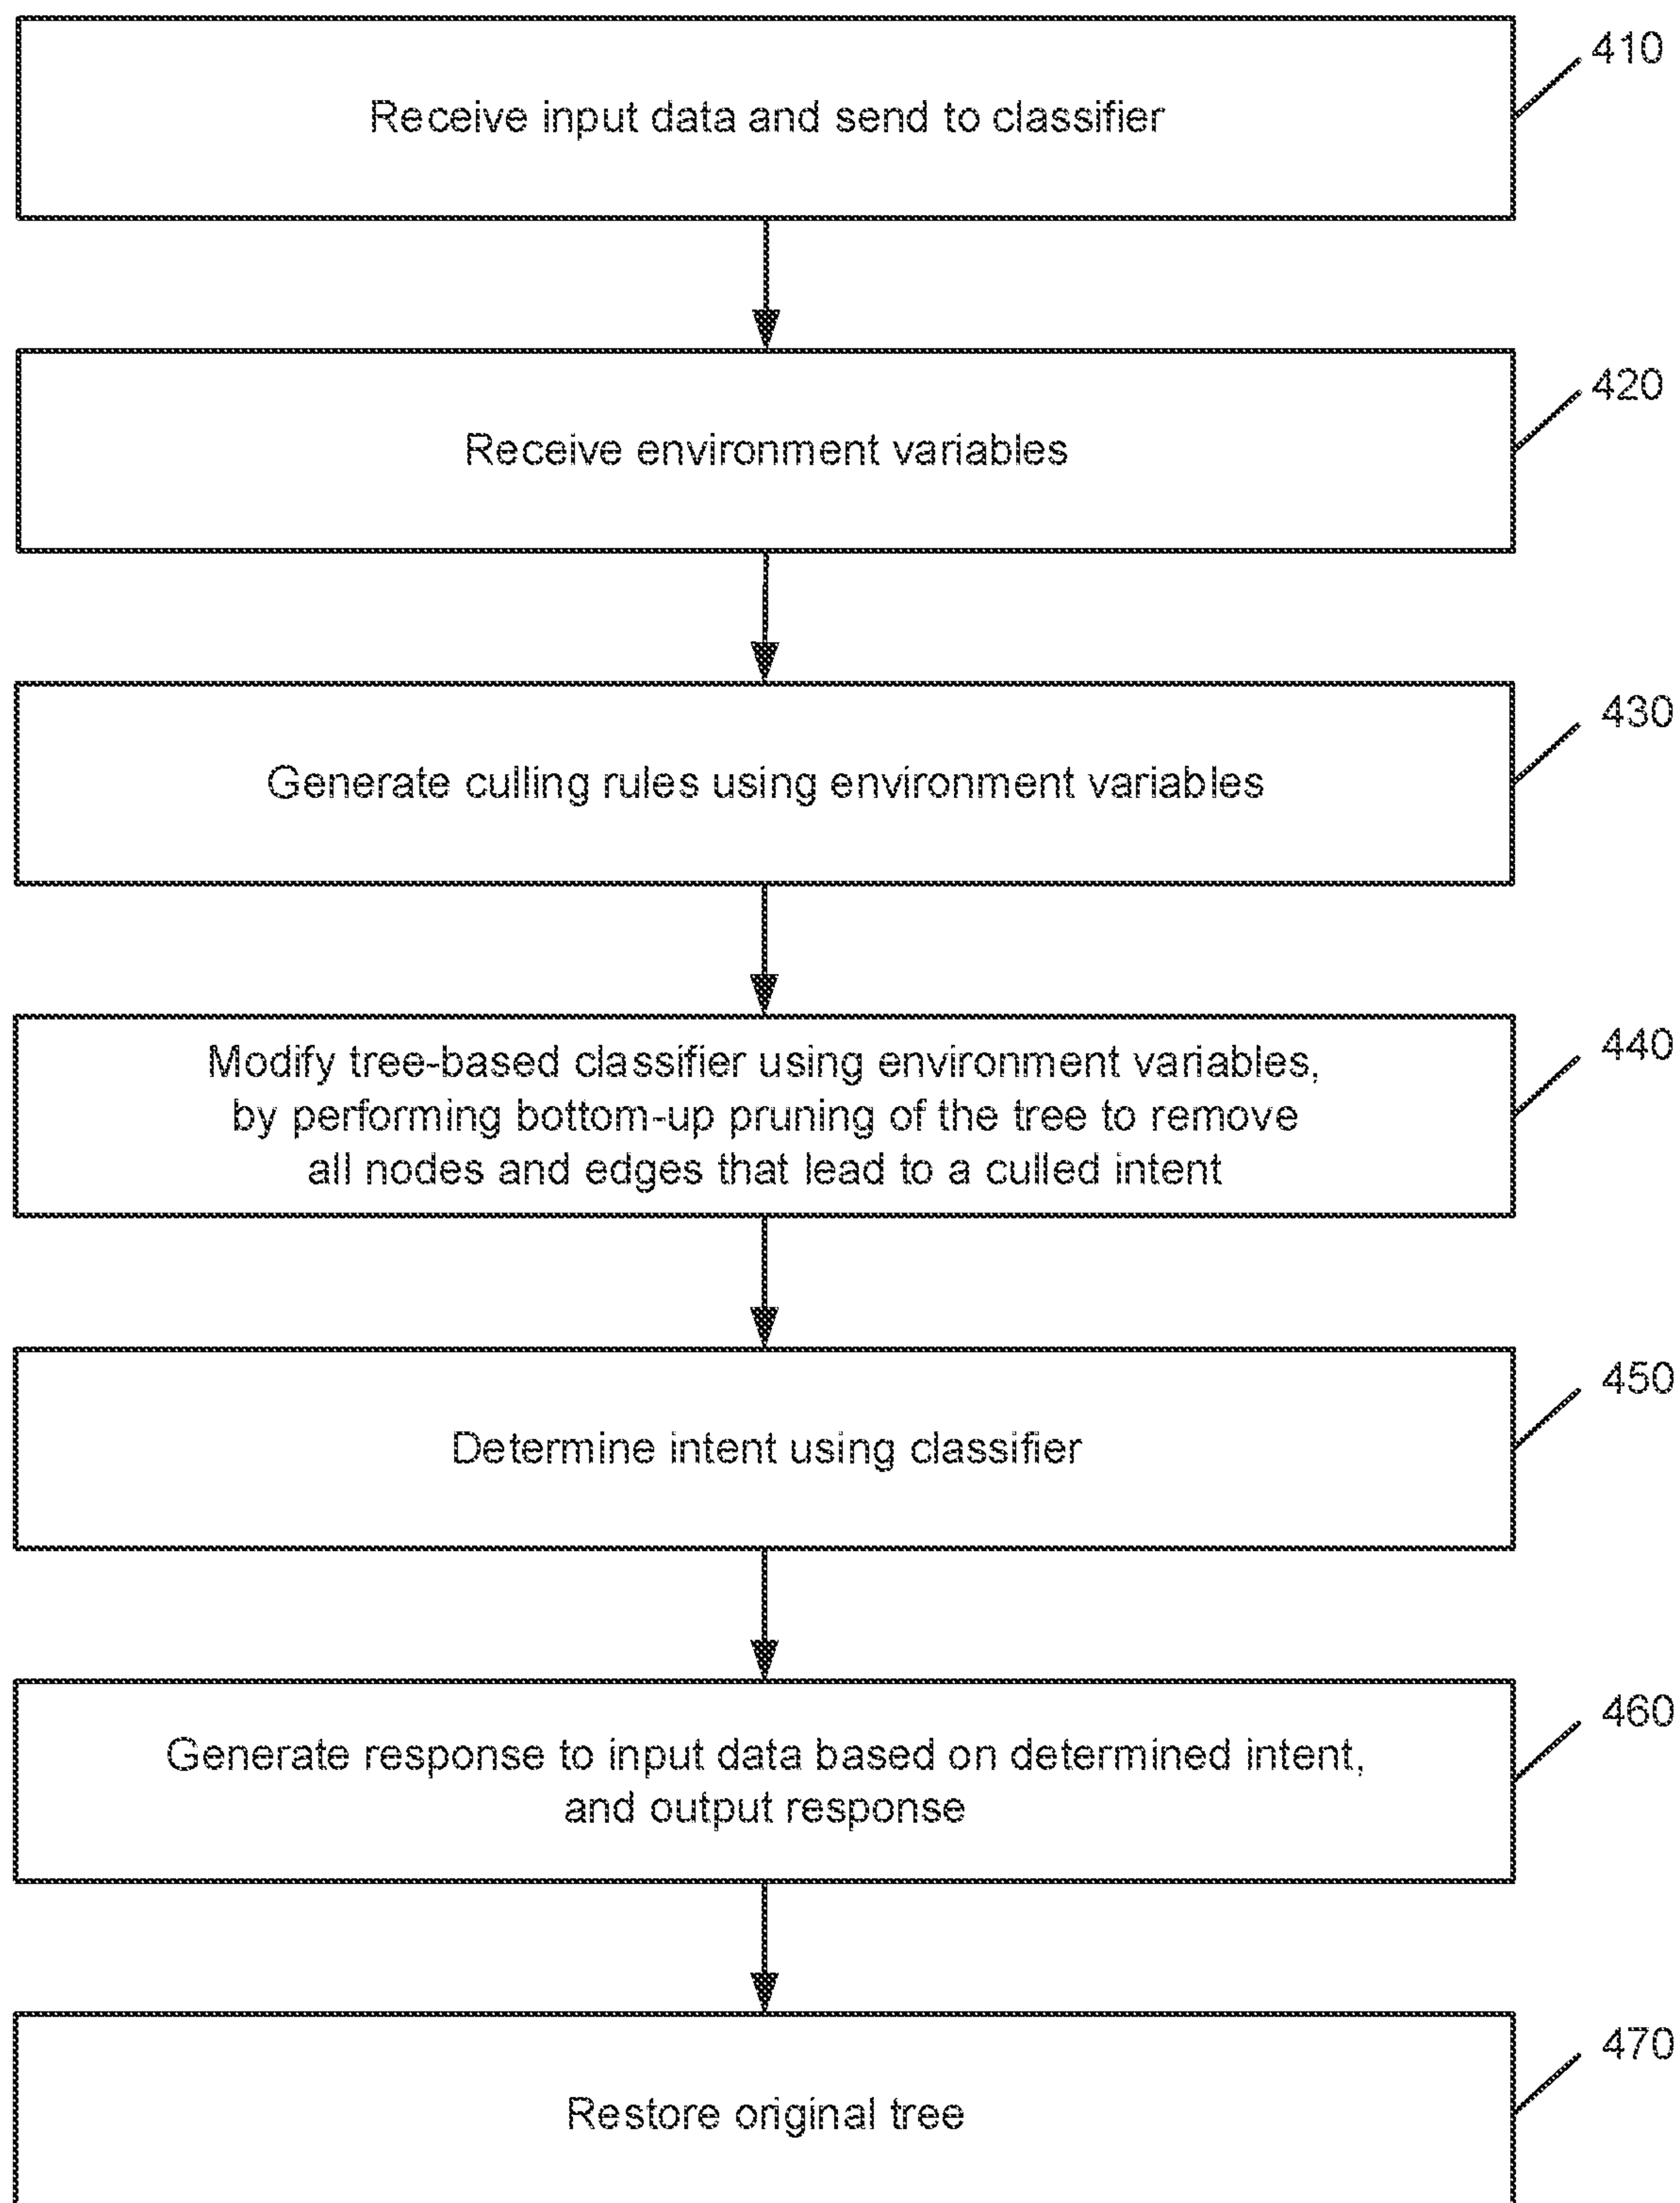 410
Receive input data and send to classifier
420
Receive environment variables
430
Generate culling rules using environment variables
440
Modify tree-based classifier using environment variables,
by performing bottom-up pruning of the tree to remove
all nodes and edges that lead to a culled intent
450
Determine intent using classifier
460
Generate response to input data based on determined intent,
and output response
470
Restore original tree